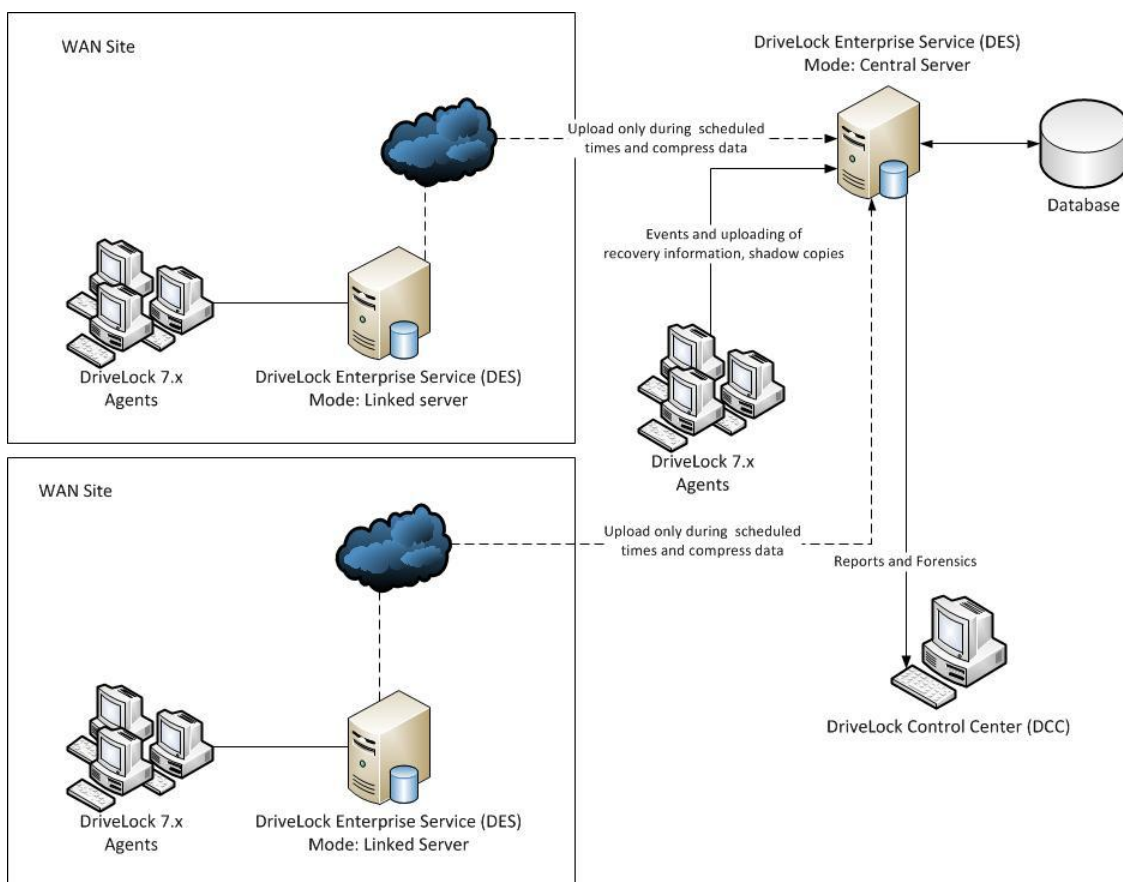 WAN Site
DriveLock 7.x
Agents
DriveLock Enterprise Service (DES)
Mode: Linked server
DriveLock Enterprise Service (DES)
Mode: Central Server
Upload only during  scheduled
times and compress data
Database
Events and uploading of
recovery information, shadow copies
DriveLock 7.x
Agents
WAN Site
Upload only during  scheduled
times and compress data
Reports and Forensics
DriveLock 7.x
Agents
DriveLock Enterprise Service (DES)
Mode: Linked Server
DriveLock Control Center (DCC)